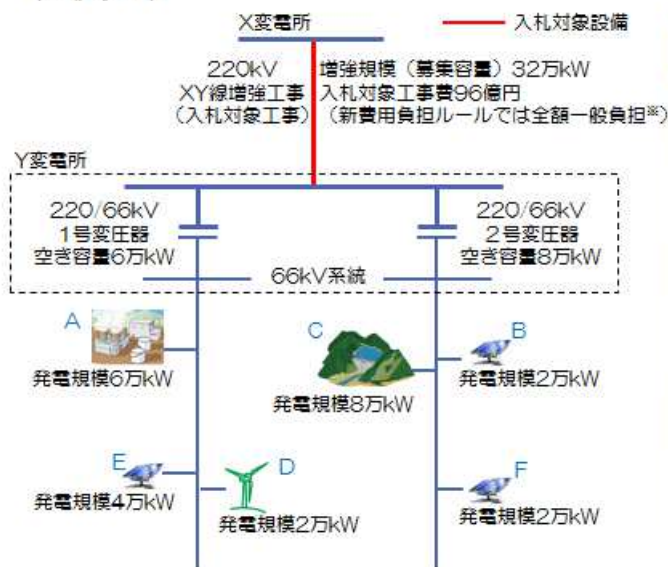 X変電所
入札対象設備
220kV
XY線増強工事
(入札対象工事)
増強規模(募集容量)32万kW
入札対象工事費96億円
(新費用負担ルールでは全額一般負担※)
Y変電所
220/66kV
1号変圧器
空き容量6万kW
220/66kV
2号変圧器
空き容量8万kW
66kV系統
A
発電規模6万kW
C
発電規模8万kW
B
発電規模2万kW
E
発電規模4万kW
D
発電規模2万kW
F
発電規模2万kW